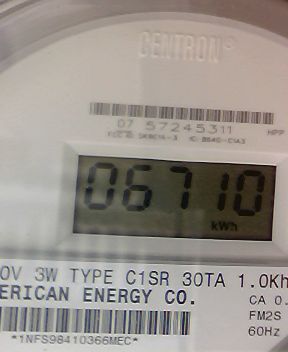 CENTRON®
07 57245311
HPP
06710
kWh
0V 3W TYPE C1SR 30TA 1.0Kh
ERICAN ENERGY CO.
CA 0.
FM2S
60Hz
*1NFS98410366MEC*